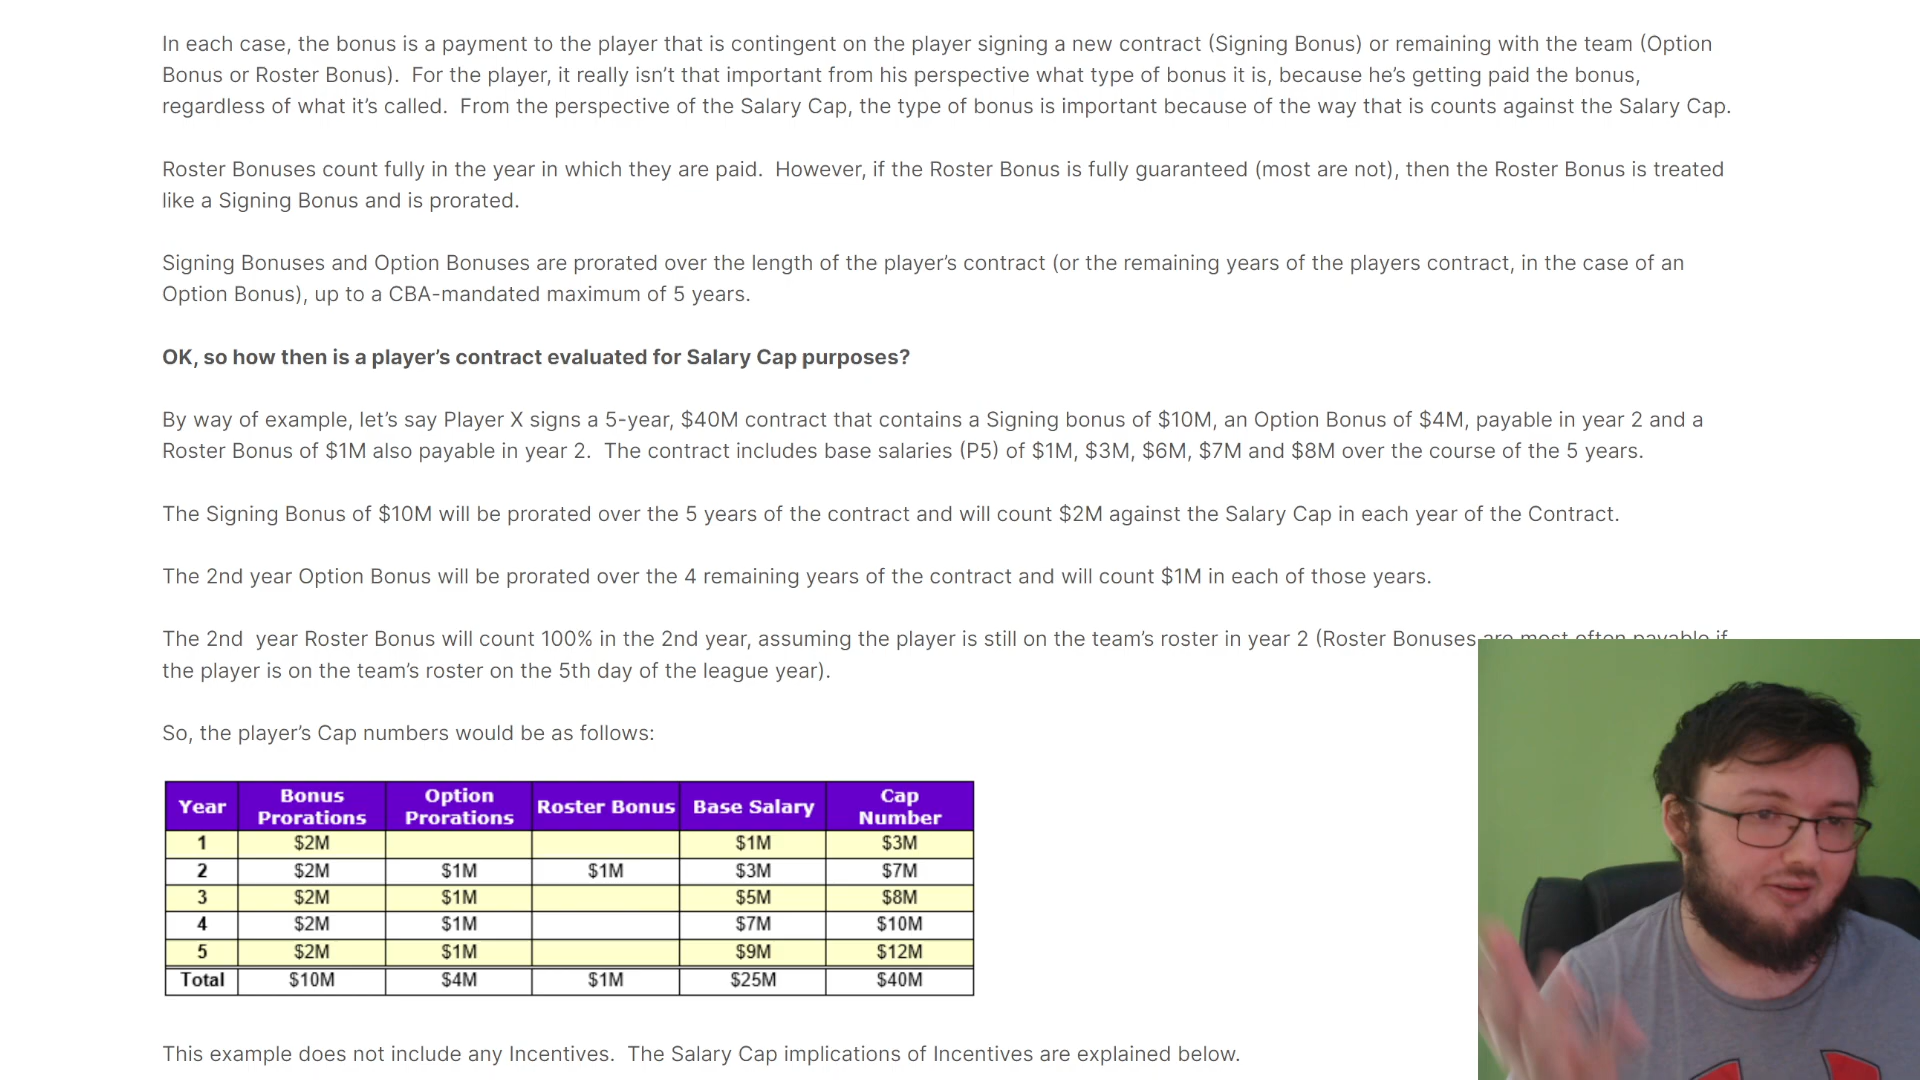 In each case, the bonus is a payment to the player that is contingent on the player signing a new contract (Signing Bonus) or remaining with the team (Option
Bonus or Roster Bonus).  For the player, it really isn’t that important from his perspective what type of bonus it is, because he’s getting paid the bonus,
regardless of what it’s called.  From the perspective of the Salary Cap, the type of bonus is important because of the way that is counts against the Salary Cap.
Roster Bonuses count fully in the year in which they are paid.  However, if the Roster Bonus is fully guaranteed (most are not), then the Roster Bonus is treated
like a Signing Bonus and is prorated.
Signing Bonuses and Option Bonuses are prorated over the length of the player’s contract (or the remaining years of the players contract, in the case of an
Option Bonus), up to a CBA-mandated maximum of 5 years.
OK, so how then is a player’s contract evaluated for Salary Cap purposes?
By way of example, let’s say Player X signs a 5-year, $40M contract that contains a Signing bonus of $10M, an Option Bonus of $4M, payable in year 2 and a
Roster Bonus of $1M also payable in year 2.  The contract includes base salaries (P5) of $1M, $3M, $6M, $7M and $8M over the course of the 5 years.
The Signing Bonus of $10M will be prorated over the 5 years of the contract and will count $2M against the Salary Cap in each year of the Contract.
The 2nd year Option Bonus will be prorated over the 4 remaining years of the contract and will count $1M in each of those years.
The 2nd  year Roster Bonus will count 100% in the 2nd year, assuming the player is still on the team’s roster in year 2 (Roster Bonuses are most often payable if
the player is on the team’s roster on the 5th day of the league year).
So, the player’s Cap numbers would be as follows:
Year Bonus Prorations Option Prorations Roster Bonus Base Salary Cap Number
1 $2M $1M $3M
2 $2M $1M $1M $3M $7M
3 $2M $1M $5M $8M
4 $2M $1M $7M $10M
5 $2M $1M $9M $12M
Total $10M $4M $1M $25M $40M
This example does not include any Incentives.  The Salary Cap implications of Incentives are explained below.